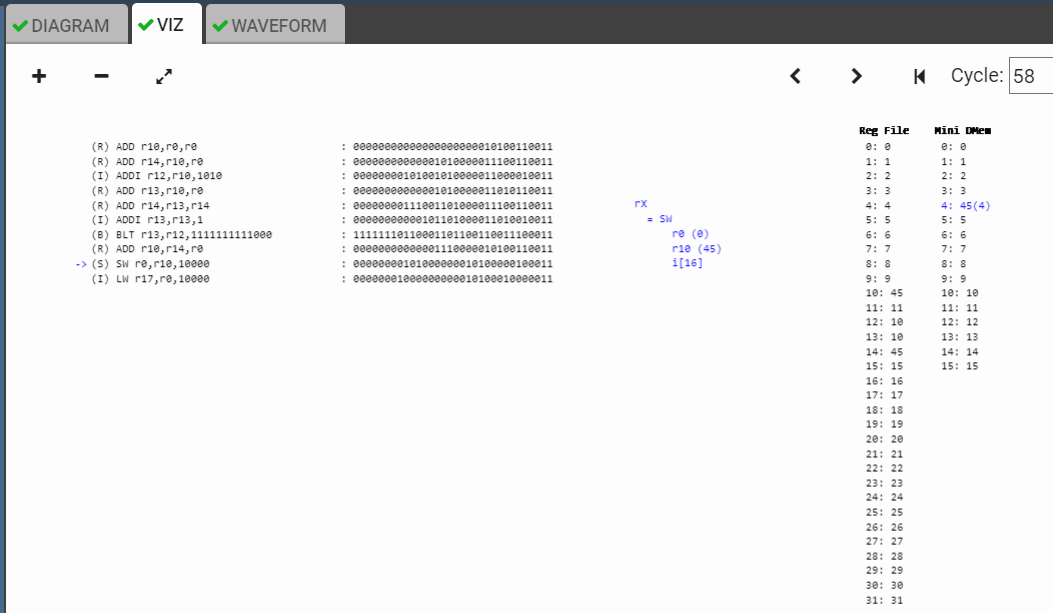 DIAGRAM VIZ WAVEFORM
Cycle: 58
Reg File Mini DMem
(R) ADD r10,r0,r0 : 00000000000000000000010100110011 0: 0 0: 0
(R) ADD r14,r10,r0 : 00000000000001010000011100110011 1: 1 1: 1
(I) ADDI r12,r10,1010 : 00000000101001010000011000010011 2: 2 2: 2
(R) ADD r13,r10,r0 : 00000000000001010000011010110011 3: 3 3: 3
(R) ADD r14,r13,r14 : 00000000111001101000011100110011 rX 4: 4 4: 45(4)
(I) ADDI r13,r13,1 : 00000000000101101000011010010011 = SW 5: 5 5: 5
(B) BLT r13,r12,1111111111000 : 11111110110001101100110011100011 r0 (0) 6: 6 6: 6
(R) ADD r10,r14,r0 : 00000000000001110000010100110011 r10 (45) 7: 7 7: 7
-> (S) SW r0,r10,10000 : 00000000101000000010100000100011 i[16] 8: 8 8: 8
(I) LW r17,r0,10000 : 00000001000000000010100010000011 9: 9 9: 9
10: 45 10: 10
11: 11 11: 11
12: 10 12: 12
13: 10 13: 13
14: 45 14: 14
15: 15 15: 15
16: 16
17: 17
18: 18
19: 19
20: 20
21: 21
22: 22
23: 23
24: 24
25: 25
26: 26
27: 27
28: 28
29: 29
30: 30
31: 31